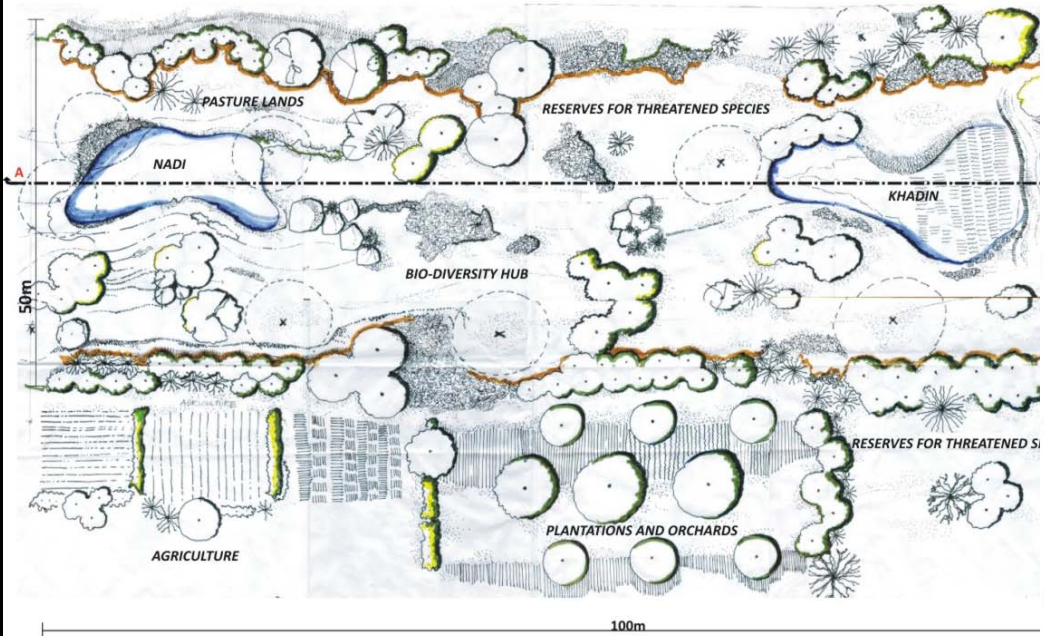 PASTURE LANDS
RESERVES FOR THREATENED SPECIES
A
NADI
KHADIN
BIO-DIVERSITY HUB
50m
RESERVES FOR THREATENED S
PLANTATIONS AND ORCHARDS
AGRICULTURE
100m